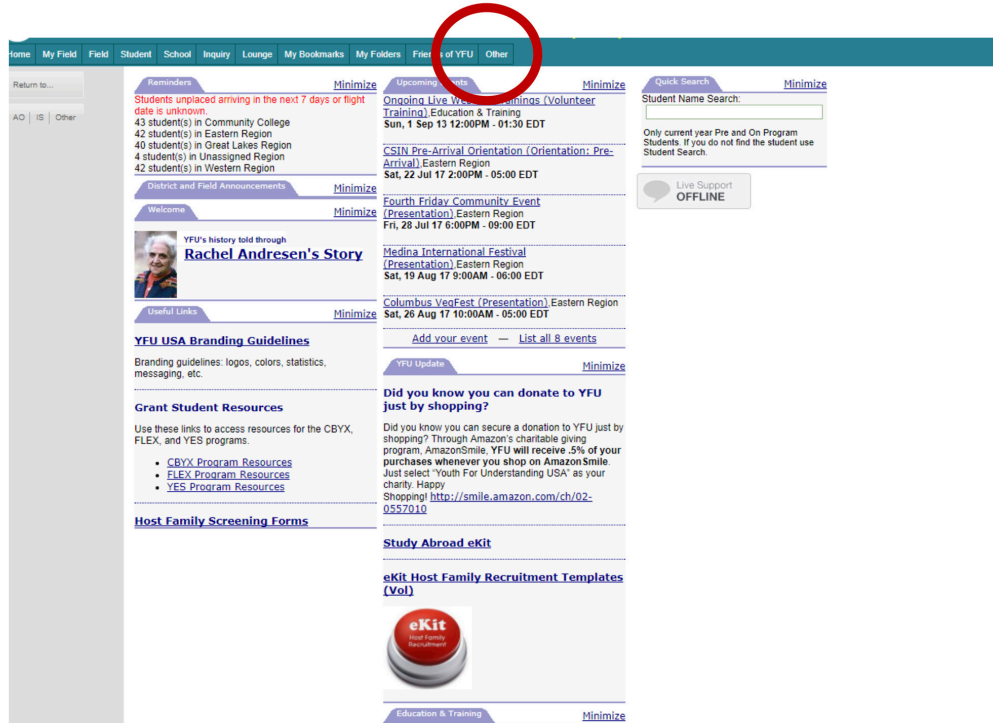 Home My Field Field Student School Inquiry Lounge My Bookmarks My Folders Friends of YFU Other
Return to...
AO | IS | Other
Reminders Minimize
Students unplaced arriving in the next 7 days or flight
date is unknown.
43 student(s) in Community College
42 student(s) in Eastern Region
40 student(s) in Great Lakes Region
4 student(s) in Unassigned Region
42 student(s) in Western Region
District and Field Announcements Minimize
Welcome Minimize
YFU's history told through
Rachel Andresen's Story
Useful Links Minimize
YFU USA Branding Guidelines
Branding guidelines: logos, colors, statistics,
messaging, etc.
Grant Student Resources
Use these links to access resources for the CBYX,
FLEX, and YES programs.
• CBYX Program Resources
• FLEX Program Resources
• YES Program Resources
Host Family Screening Forms
Upcoming Minimize
Ongoing Live Trainings (Volunteer
Training),Education & Training
Sun, 1 Sep 13 12:00PM - 01:30 EDT
CSIN Pre-Arrival Orientation (Orientation: Pre-
Arrival),Eastern Region
Sat, 22 Jul 17 2:00PM - 05:00 EDT
Fourth Friday Community Event
(Presentation),Eastern Region
Fri, 28 Jul 17 6:00PM - 09:00 EDT
Medina International Festival
(Presentation),Eastern Region
Sat, 19 Aug 17 9:00AM - 06:00 EDT
Columbus VegFest (Presentation),Eastern Region
Sat, 26 Aug 17 10:00AM - 05:00 EDT
Add your event — List all 8 events
YFU Update Minimize
Did you know you can donate to YFU
just by shopping?
Did you know you can secure a donation to YFU just by
shopping? Through Amazon's charitable giving
program, AmazonSmile, YFU will receive .5% of your
purchases whenever you shop on AmazonSmile.
Just select "Youth For Understanding USA" as your
charity. Happy
Shopping! http://smile.amazon.com/ch/02-
0557010
Study Abroad eKit
eKit Host Family Recruitment Templates
(Vol)
eKit
Host Family
Recruitment
Education & Training Minimize
Quick Search Minimize
Student Name Search:
Only current year Pre and On Program
Students. If you do not find the student use
Student Search.
Live Support
OFFLINE